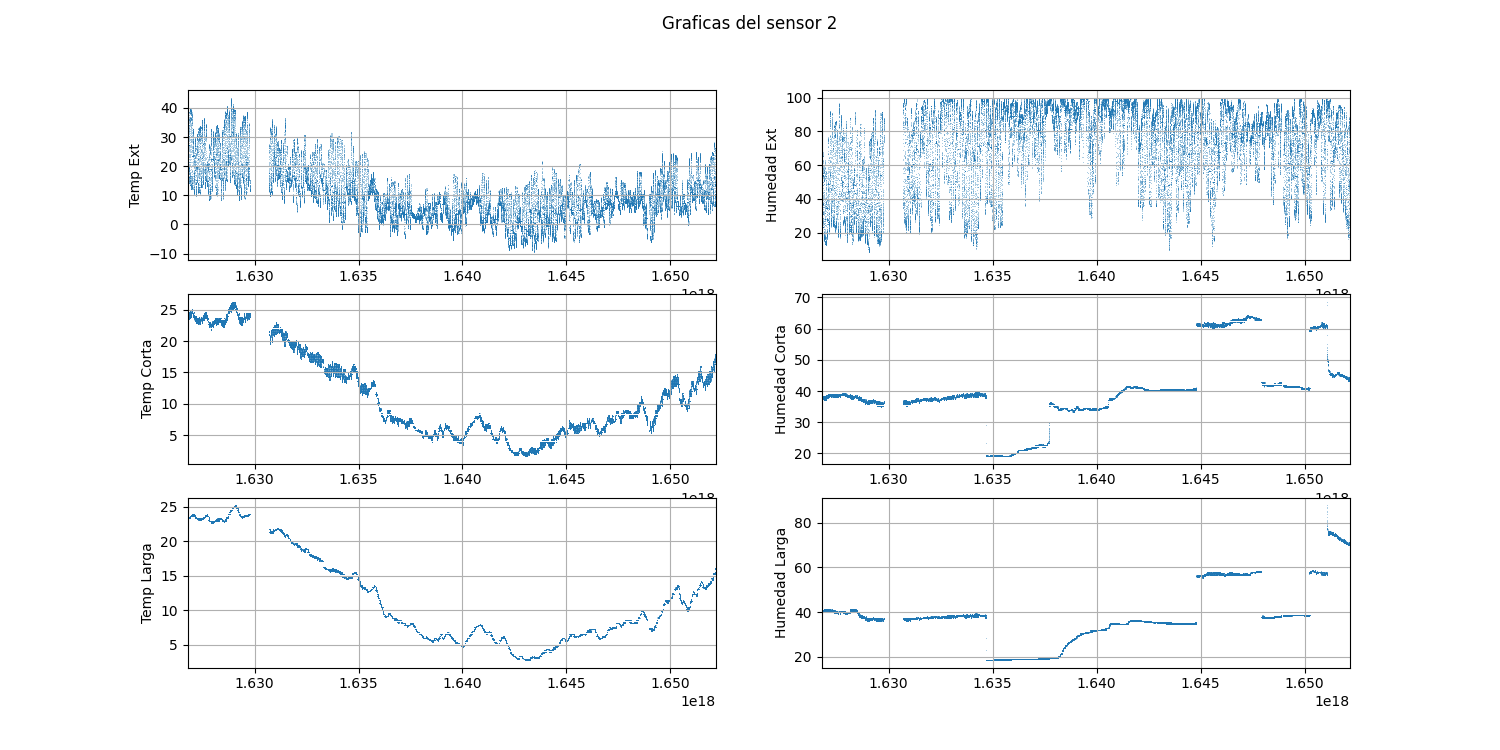 Graficas del sensor 2
Temp Ext
40
30
20
10
0
−10
1.630 1.635 1.640 1.645 1.650
1e18
Humedad Ext
100
80
60
40
20
1.630 1.635 1.640 1.645 1.650
1e18
Temp Corta
25
20
15
10
5
1.630 1.635 1.640 1.645 1.650
1e18
Humedad Corta
70
60
50
40
30
20
1.630 1.635 1.640 1.645 1.650
1e18
Temp Larga
25
20
15
10
5
1.630 1.635 1.640 1.645 1.650
1e18
Humedad Larga
80
60
40
20
1.630 1.635 1.640 1.645 1.650
1e18